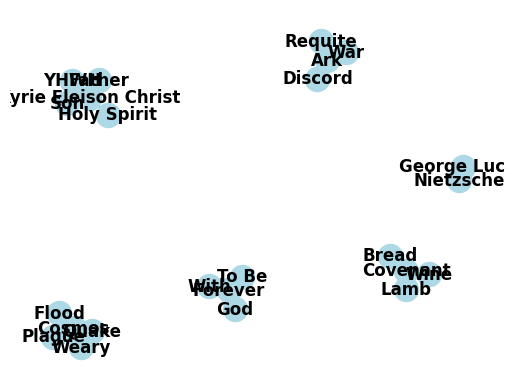 Requite
War
Ark
Discord
YHWH
Father
yrie Eleison Christ
Son
Holy Spirit
George Luc
Nietzsche
Bread
Covenant
Wine
Lamb
To Be
With
Forever
God
Flood
Cosmos
Quake
Plague
Weary